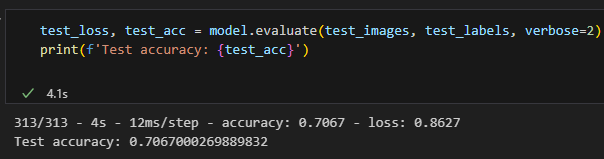 test_loss, test_acc = model.evaluate(test_images, test_labels, verbose=2)
print(f'Test accuracy: {test_acc}')
✓ 4.1s
313/313 - 4s - 12ms/step - accuracy: 0.7067 - loss: 0.8627
Test accuracy: 0.7067000269889832